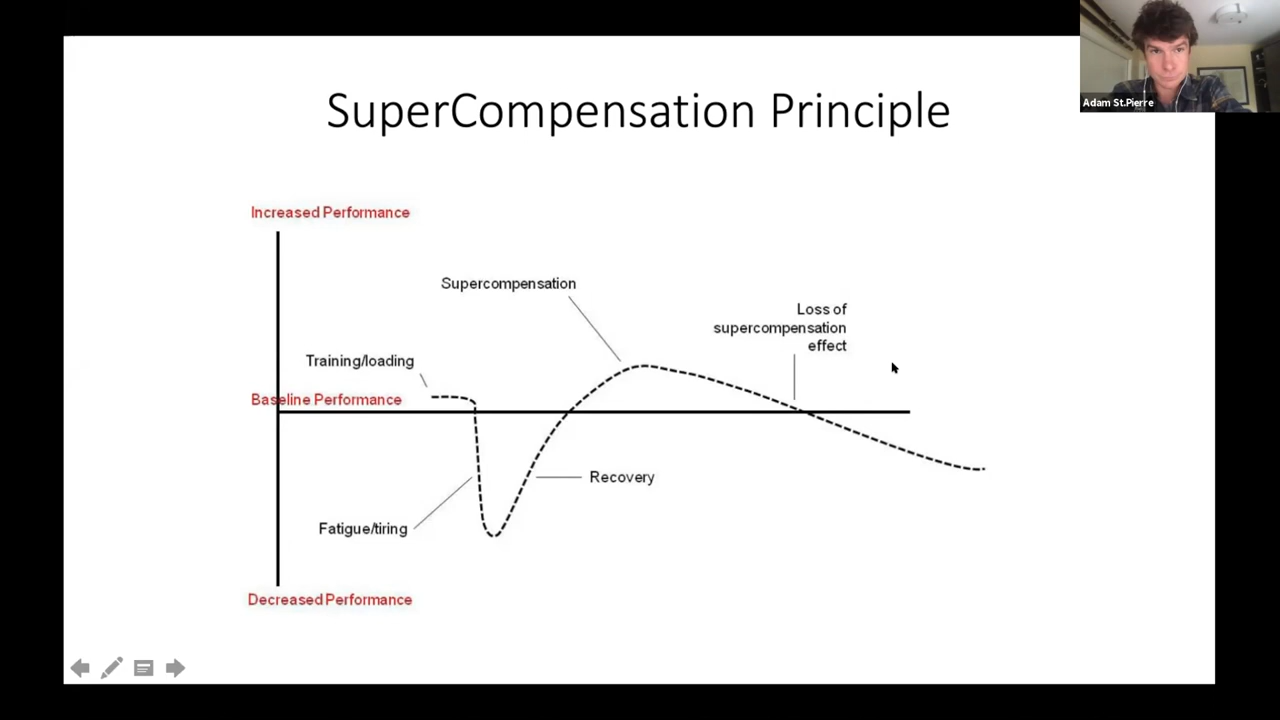 SuperCompensation Principle
Adam St.Pierre
Increased Performance
Supercompensation
Loss of
supercompensation
effect
Training/loading
Baseline Performance
Recovery
Fatigue/tiring
Decreased Performance